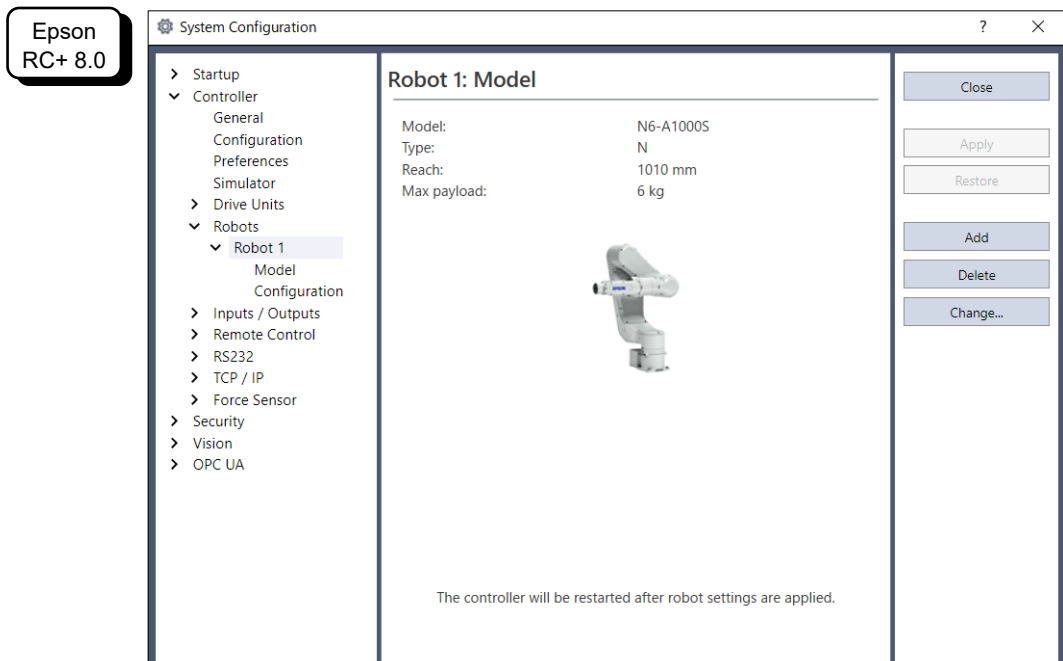 Epson
RC+ 8.0
System Configuration
?
Startup
Controller
General
Configuration
Preferences
Simulator
Drive Units
Robots
Robot 1
Model
Configuration
Inputs / Outputs
Remote Control
RS232
TCP / IP
Force Sensor
Security
Vision
OPC UA
Robot 1: Model
Model: N6-A1000S
Type: N
Reach: 1010 mm
Max payload: 6 kg
EPSON
The controller will be restarted after robot settings are applied.
Close
Apply
Restore
Add
Delete
Change...